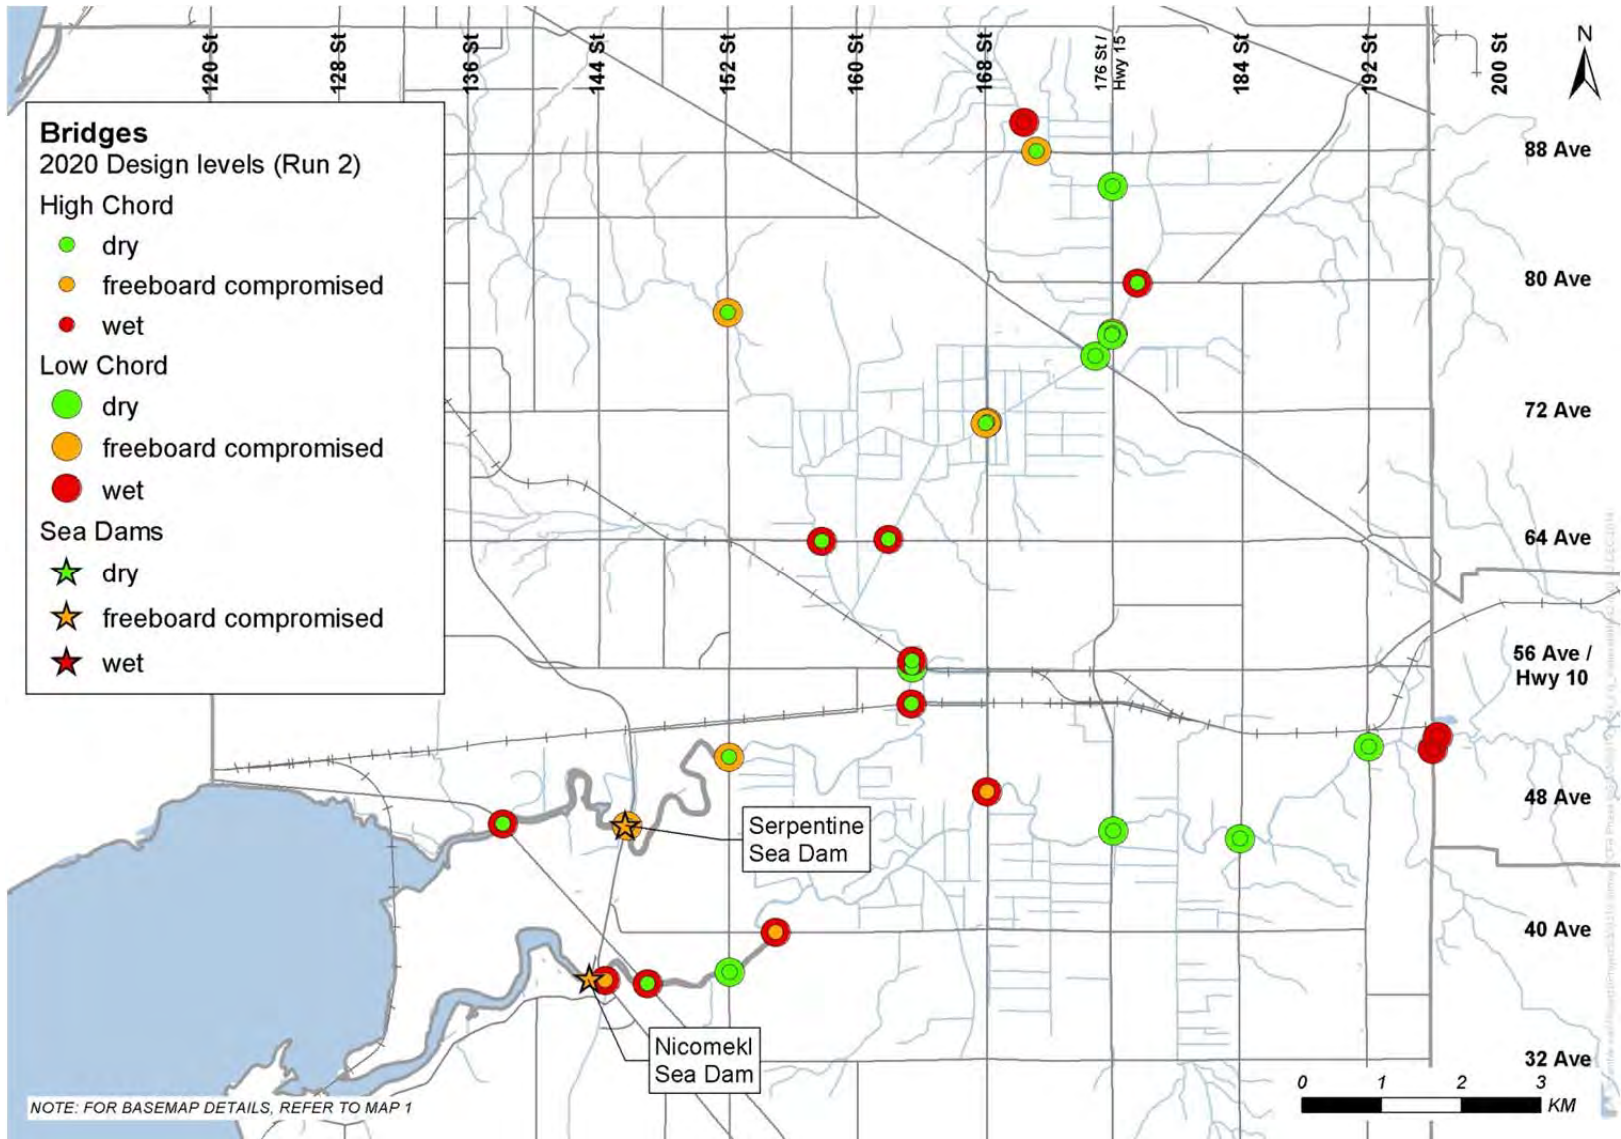 120 St
128 St
136 St
144 St
152 St
160 St
168 St
176 St /
Hwy 15
184 St
192 St
200 St
N
Bridges
2020 Design levels (Run 2)
High Chord
dry
freeboard compromised
wet
Low Chord
dry
freeboard compromised
wet
Sea Dams
dry
freeboard compromised
wet
88 Ave
80 Ave
72 Ave
64 Ave
56 Ave /
Hwy 10
48 Ave
40 Ave
32 Ave
Serpentine
Sea Dam
Nicomekl
Sea Dam
0 1 2 3
KM
NOTE: FOR BASEMAP DETAILS, REFER TO MAP 1